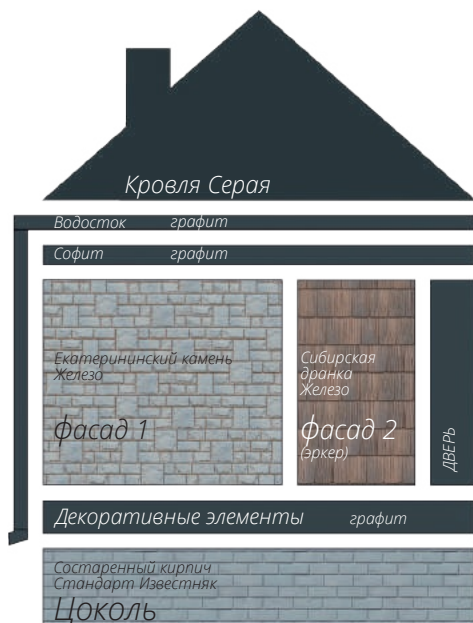 Кровля Серая
Водосток графит
Софит графит
Екатерининский камень
Железо
фасад 1
Сибирская
дранка
Железо
фасад 2
(эркер)
ДВЕРЬ
Декоративные элементы графит
Состаренный кирпич
Стандарт Известняк
Цоколь